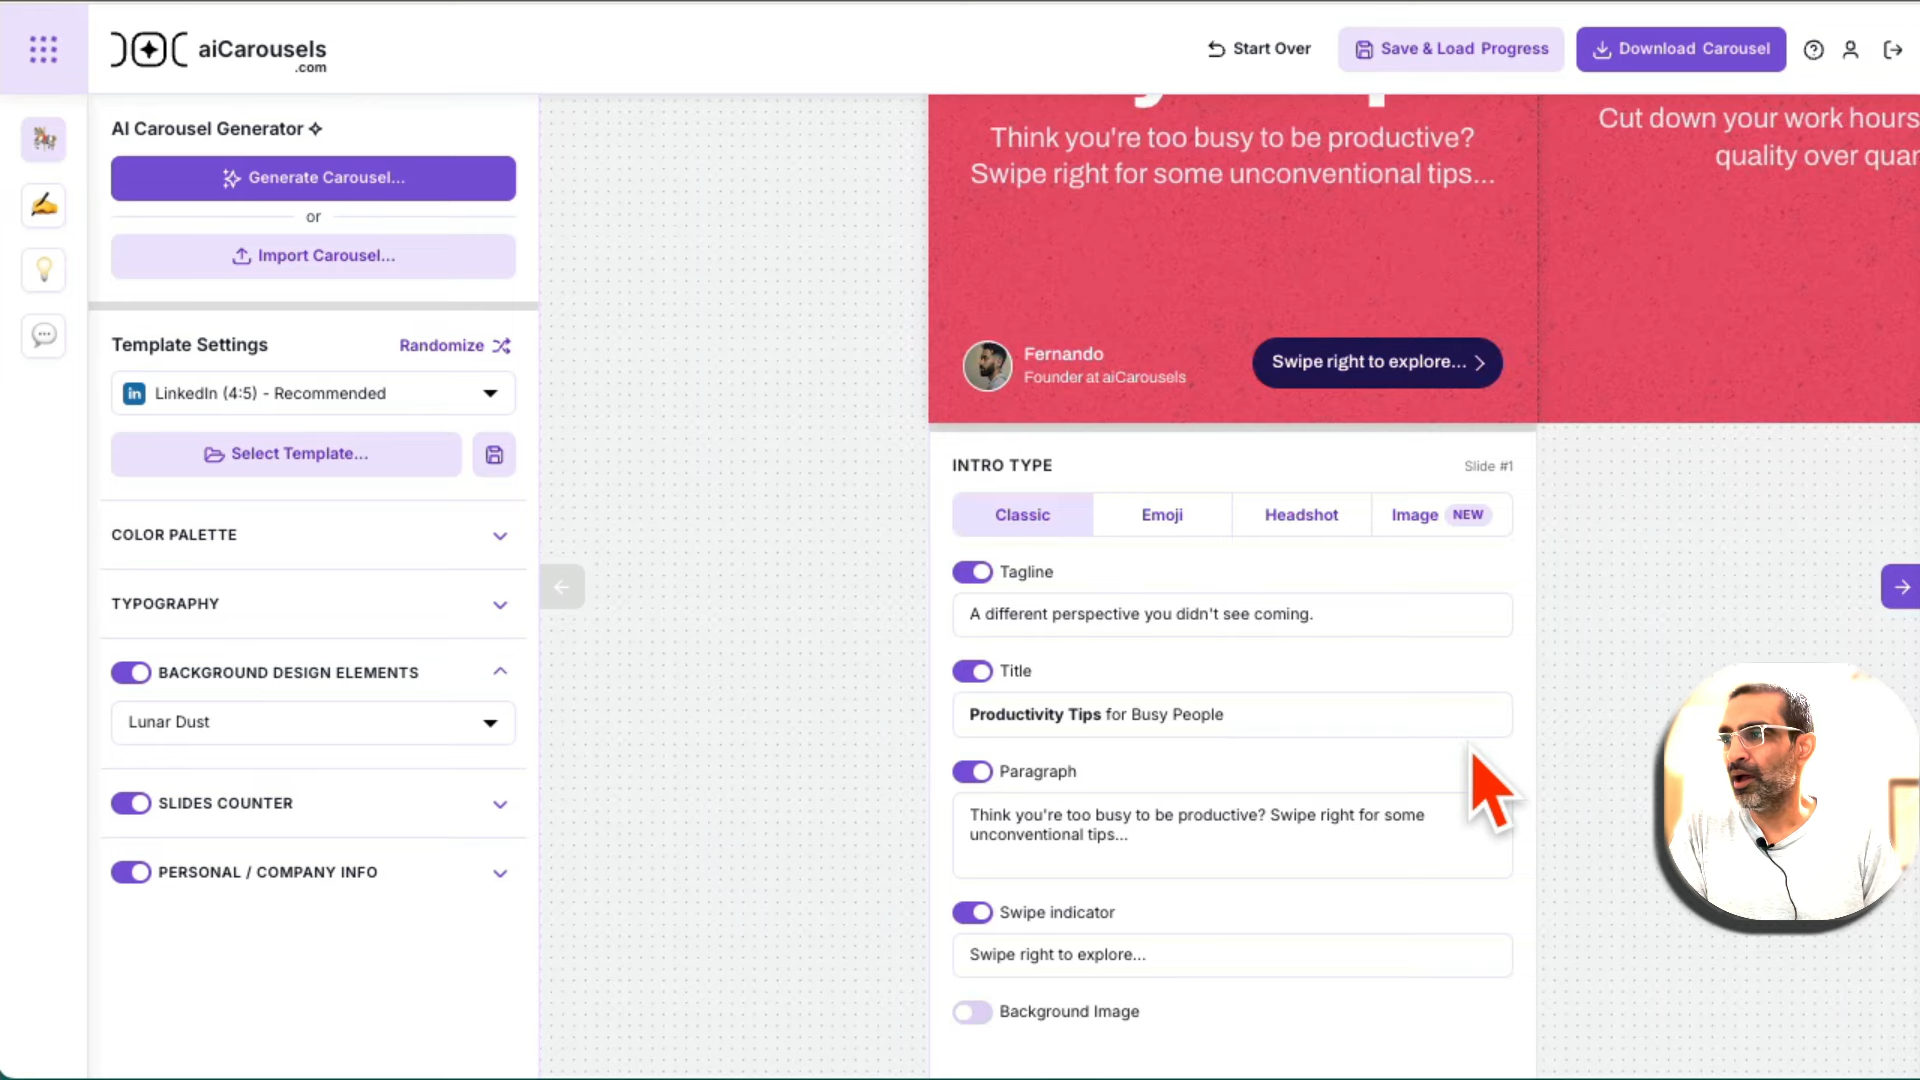 aiCarousels
.com
Start Over
Save & Load Progress
Download Carousel
AI Carousel Generator
Generate Carousel...
or
Import Carousel...
Template Settings
Randomize
in
LinkedIn (4:5) - Recommended
Select Template...
COLOR PALETTE
TYPOGRAPHY
BACKGROUND DESIGN ELEMENTS
Lunar Dust
SLIDES COUNTER
PERSONAL / COMPANY INFO
Think you're too busy to be productive?
Swipe right for some unconventional tips...
Fernando
Founder at aiCarousels
Swipe right to explore...
Cut down your work hours
quality over
INTRO TYPE
Slide #1
Classic
Emoji
Headshot
Image NEW
Tagline
A different perspective you didn't see coming.
Title
Productivity Tips for Busy People
Paragraph
Think you're too busy to be productive? Swipe right for some
unconventional tips...
Swipe indicator
Swipe right to explore...
Background Image